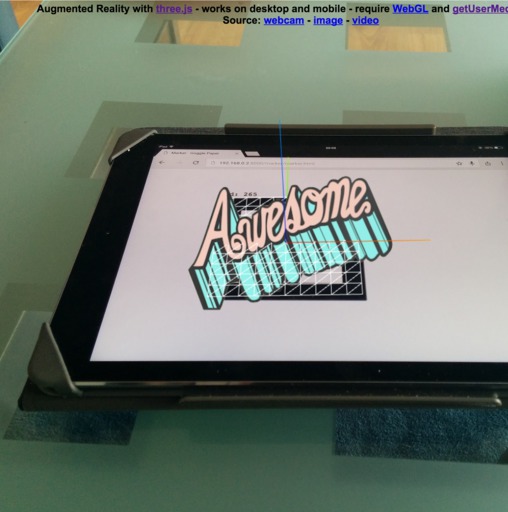 Augmented Reality with three.js - works on desktop and mobile - require WebGL and getUserMed
Source: webcam - image - video
265
Awesome